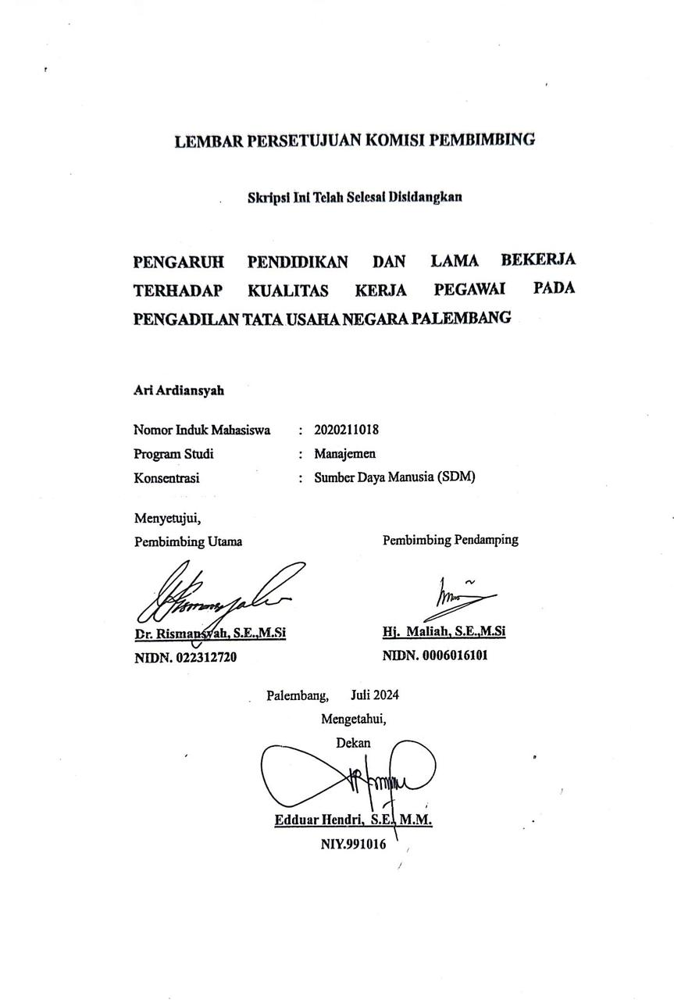 LEMBAR PERSETUJUAN KOMISI PEMBIMBING
Skripsi Ini Telah Selesai Disidangkan
PENGARUH PENDIDIKAN DAN LAMA BEKERJA
TERHADAP KUALITAS KERJA PEGAWAI PADA
PENGADILAN TATA USAHA NEGARA PALEMBANG
Ari Ardiansyah
Nomor Induk Mahasiswa : 2020211018
Program Studi : Manajemen
Konsentrasi : Sumber Daya Manusia (SDM)
Menyetujui,
Pembimbing Utama Pembimbing Pendamping
Dr. Rismansyah, S.E.,M.Si Hj. Maliah, S.E.,M.Si
NIDN. 022312720 NIDN. 0006016101
Palembang, Juli 2024
Mengetahui,
Dekan
Edduar Hendri, S.E., M.M.
NIY.991016